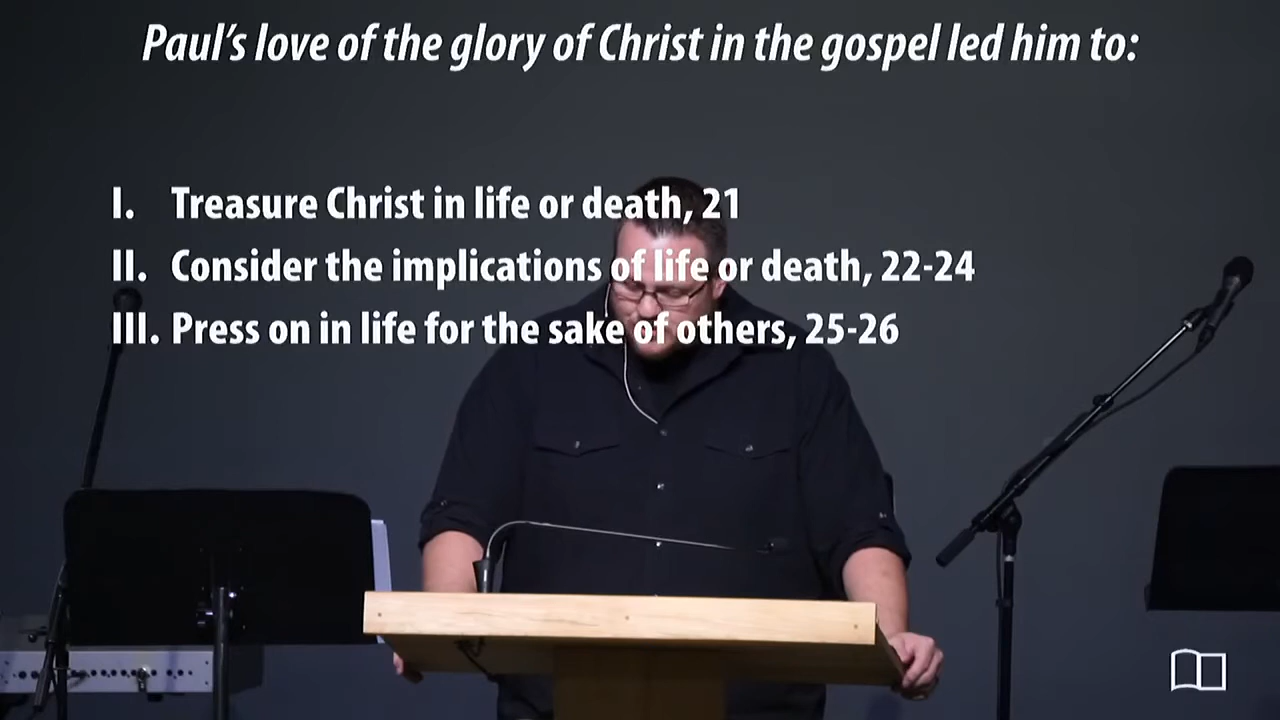 Paul's love of the glory of Christ in the gospel led him to:
I. Treasure Christ in life or death, 21
II. Consider the implications of life or death, 22-24
III. Press on in life for the sake of others, 25-26